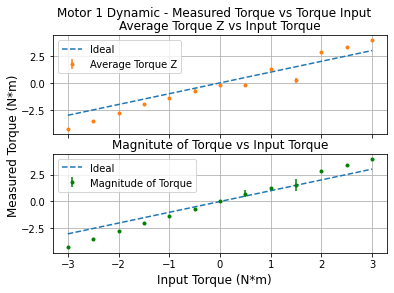 Motor 1 Dynamic - Measured Torque vs Torque Input
Average Torque Z vs Input Torque
Ideal
Average Torque Z
2.5
0.0
−2.5
Magnitute of Torque vs Input Torque
Ideal
Magnitude of Torque
2.5
0.0
−2.5
Measured Torque (N*m)
−3 −2 −1 0 1 2 3
Input Torque (N*m)